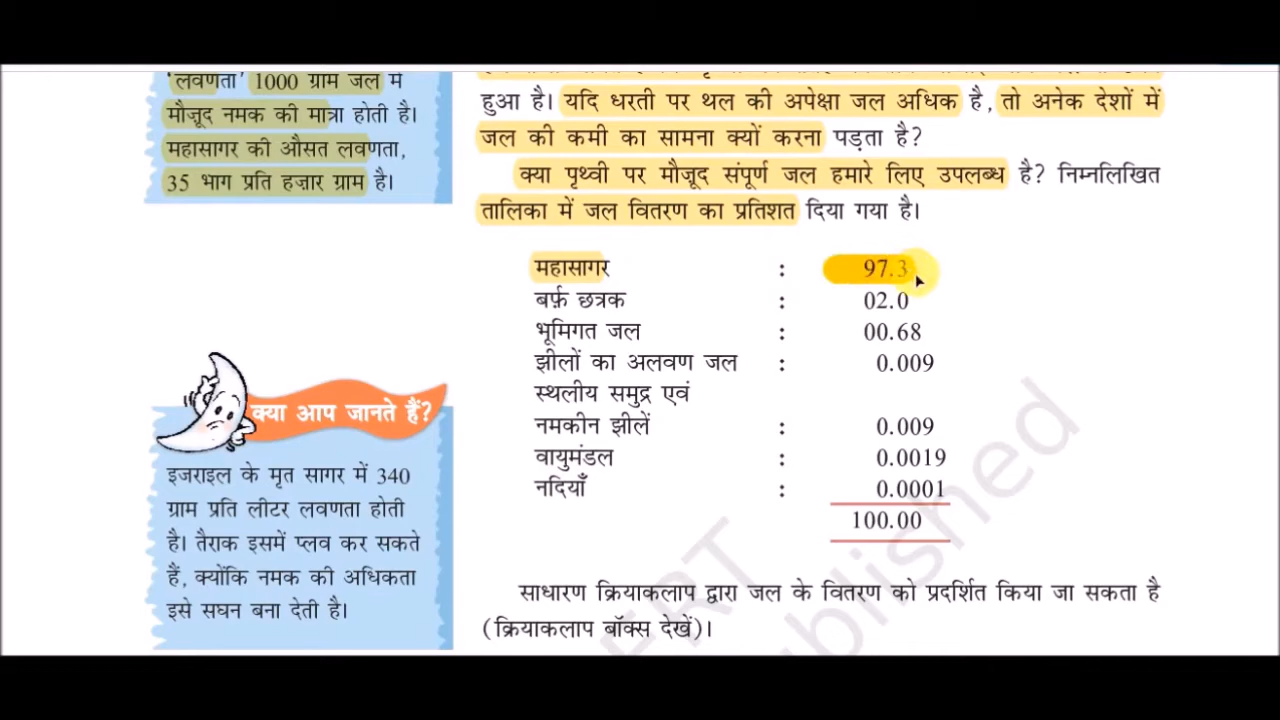 'लवणता' 1000 ग्राम जल में
मौजूद नमक की मात्रा होती है।
महासागर की औसत लवणता,
35 भाग प्रति हज़ार ग्राम है।
हुआ है। यदि धरती पर थल की अपेक्षा जल अधिक है, तो अनेक देशों में
जल की कमी का सामना क्यों करना पड़ता है?
क्या पृथ्वी पर मौजूद संपूर्ण जल हमारे लिए उपलब्ध है? निम्नलिखित
तालिका में जल वितरण का प्रतिशत दिया गया है।
महासागर : 97.3
बर्फ़ छत्रक : 02.0
भूमिगत जल : 00.68
झीलों का अलवण जल : 0.009
स्थलीय समुद्र एवं
नमकीन झीलें : 0.009
वायुमंडल : 0.0019
नदियाँ : 0.0001
100.00
क्या आप जानते हैं?
इजराइल के मृत सागर में 340
ग्राम प्रति लीटर लवणता होती
है। तैराक इसमें प्लव कर सकते
हैं, क्योंकि नमक की अधिकता
इसे सघन बना देती है।
साधारण क्रियाकलाप द्वारा जल के वितरण को प्रदर्शित किया जा सकता है
(क्रियाकलाप बॉक्स देखें)।